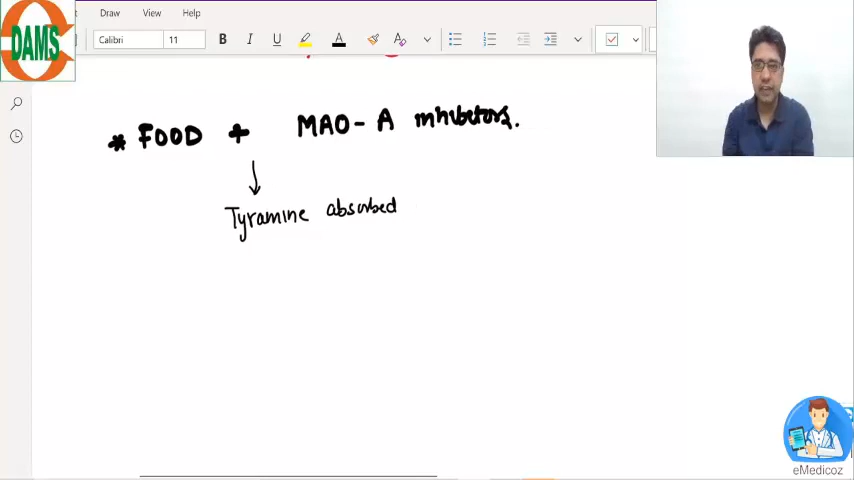 DAMS
Draw View Help
Calibri 11 B I U A
* FOOD + MAO-A inhibitors.
Tyramine absorbed
eMedicoz